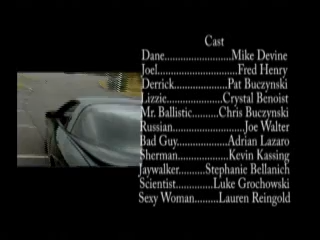 Cast
Dane........................Mike Devine
Joel.............................Fred Henry
Derrick....................Pat Buczynski
Lizzie....................Crystal Benoist
Mr. Ballistic.........Chris Buczynski
Russian..........................Joe Walter
Bad Guy..................Adrian Lazaro
Sherman..................Kevin Kassing
Jaywalker.......Stephanie Bellanich
Scientist..............Luke Grochowski
Sexy Woman.........Lauren Reingold